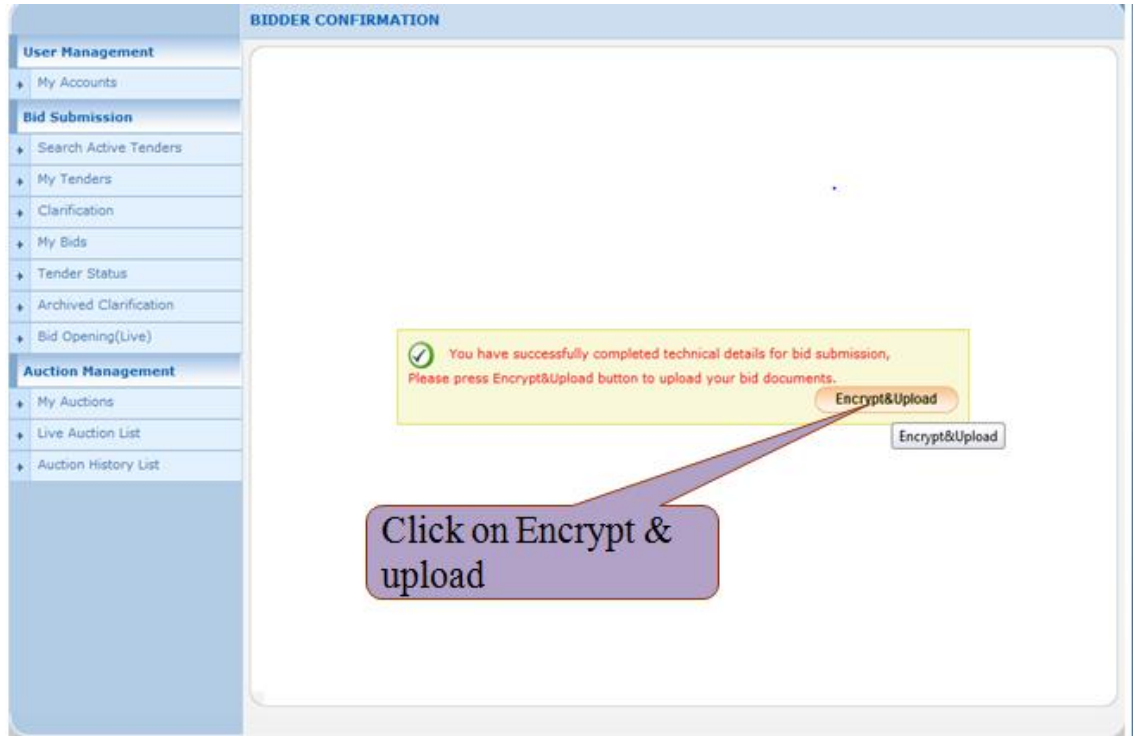 BIDDER CONFIRMATION
User Management
My Accounts
Bid Submission
Search Active Tenders
My Tenders
Clarification
My Bids
Tender Status
Archived Clarification
Bid Opening(Live)
Auction Management
My Auctions
Live Auction List
Auction History List
You have successfully completed technical details for bid submission,
Please press Encrypt&Upload button to upload your bid documents.
Encrypt&Upload
Encrypt&Upload
Click on Encrypt &
upload